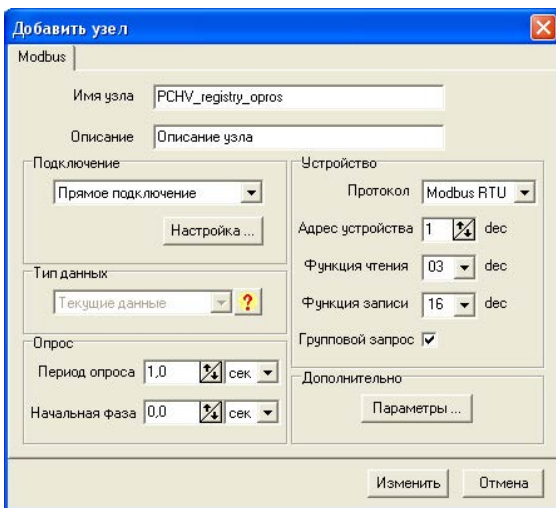 Добавить узел
Modbus
Имя узла PCHV_registry_opros
Описание Описание узла
Подключение
Прямое подключение
Настройка ...
Тип данных
Текущие данные ?
Опрос
Период опроса 1,0 сек
Начальная фаза 0,0 сек
Устройство
Протокол Modbus RTU
Адрес устройства 1 dec
Функция чтения 03 dec
Функция записи 16 dec
Групповой запрос
Дополнительно
Параметры ...
Изменить Отмена